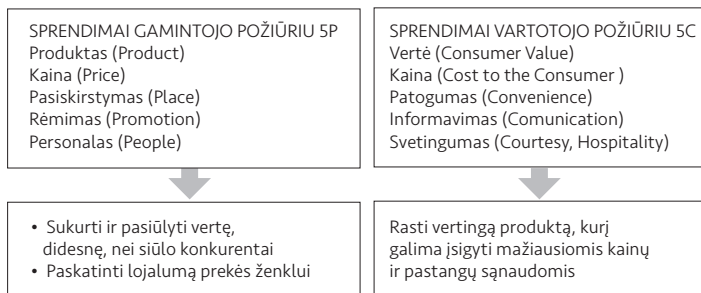 SPRENDIMAI GAMINTOJO POŽIŪRIU 5P
Produktas (Product)
Kaina (Price)
Pasiskirstymas (Place)
Rėmimas (Promotion)
Personalas (People)
SPRENDIMAI VARTOTOJO POŽIŪRIU 5C
Vertė (Consumer Value)
Kaina (Cost to the Consumer )
Patogumas (Convenience)
Informavimas (Comunication)
Svetingumas (Courtesy, Hospitality)
• Sukurti ir pasiūlyti vertę,
didesnę, nei siūlo konkurentai
• Paskatinti lojalumą prekės ženklui
Rasti vertingą produktą, kurį
galima įsigyti mažiausiomis kainų
ir pastangų sąnaudomis